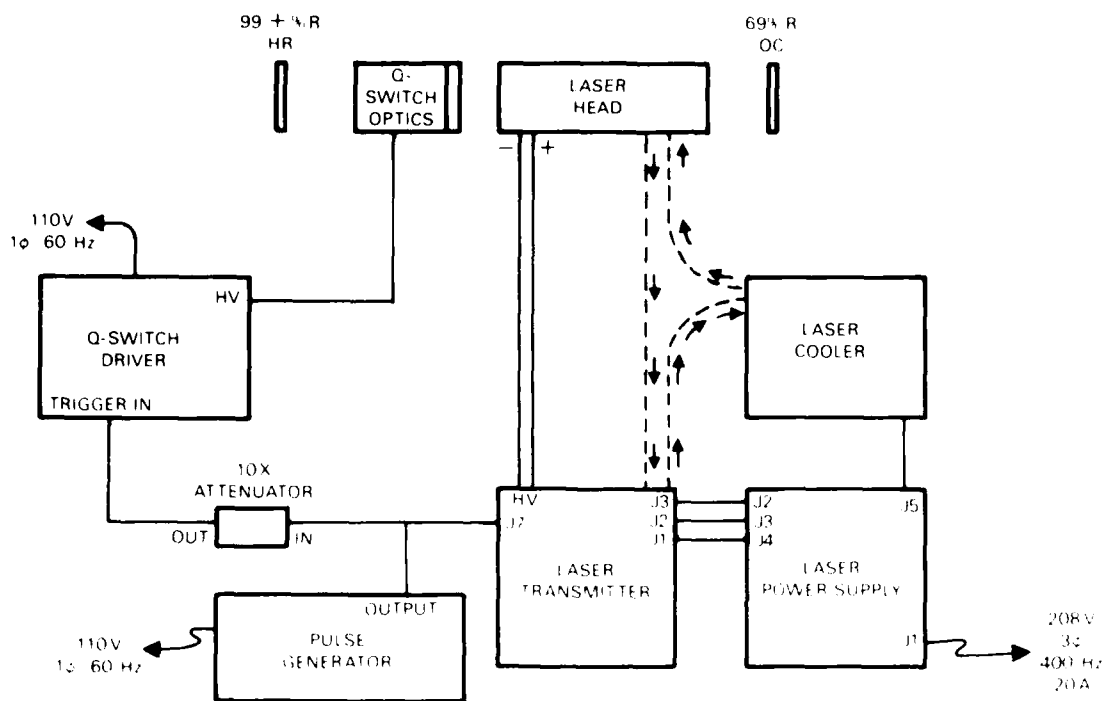 99 + % R
HR
Q-
SWITCH
OPTICS
LASER
HEAD
69% R
OC
− +
110V
1φ 60 Hz
HV
Q-SWITCH
DRIVER
TRIGGER IN
LASER
COOLER
10X
ATTENUATOR
OUT
IN
HV
J7
J3
J2
J1
LASER
TRANSMITTER
J2
J3
J4
J5
LASER
POWER SUPPLY
J1
OUTPUT
PULSE
GENERATOR
110V
1φ 60 Hz
208V
3φ
400 Hz
20A